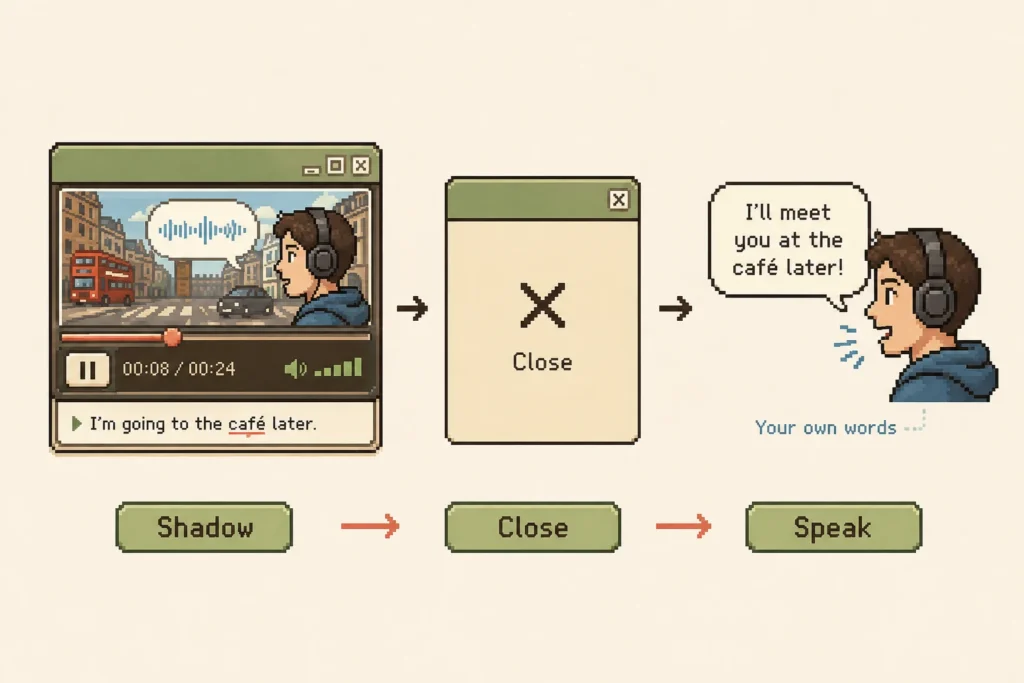 00:08 / 00:24
I'm going to the café later.
Close
I'll meet
you at the
café later!
Your own words
Shadow
Close
Speak